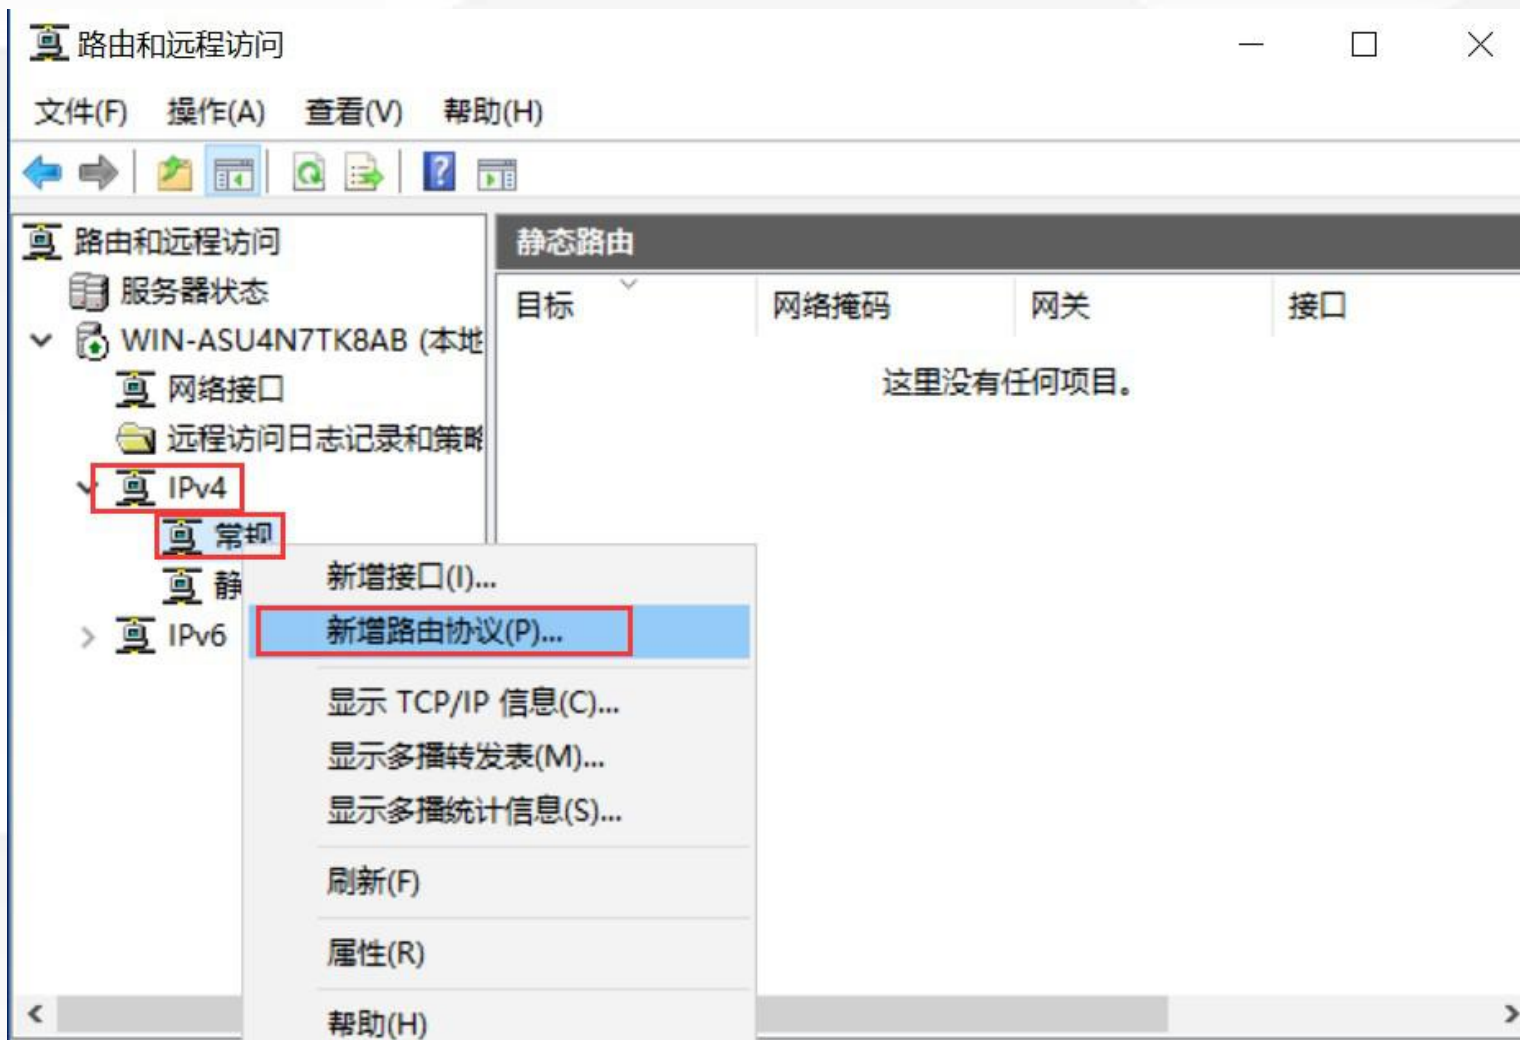 路由和远程访问
文件(F) 操作(A) 查看(V) 帮助(H)
路由和远程访问
服务器状态
WIN-ASU4N7TK8AB (本地
网络接口
远程访问日志记录和策略
IPv4
常规
静
IPv6
静态路由
目标 网络掩码 网关 接口
这里没有任何项目。
新增接口(I)...
新增路由协议(P)...
显示 TCP/IP 信息(C)...
显示多播转发表(M)...
显示多播统计信息(S)...
刷新(F)
属性(R)
帮助(H)